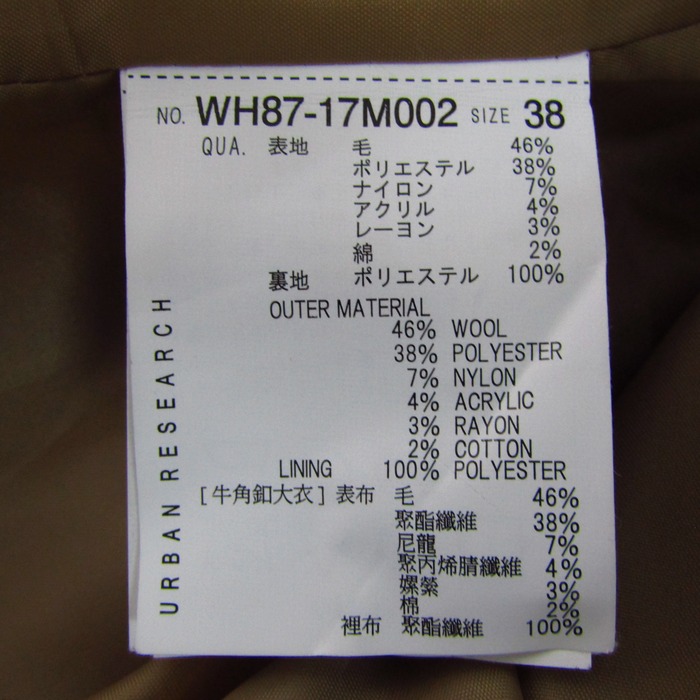 NO. WH87-17M002 SIZE 38
QUA. 表地 毛 46%
ポリエステル 38%
ナイロン 7%
アクリル 4%
レーヨン 3%
綿 2%
裏地 ポリエステル 100%
OUTER MATERIAL
46% WOOL
38% POLYESTER
7% NYLON
4% ACRYLIC
3% RAYON
2% COTTON
LINING 100% POLYESTER
[牛角釦大衣] 表布 毛 46%
聚酯纖維 38%
尼龍 7%
聚丙烯腈纖維 4%
嫘縈 3%
棉 2%
裡布 聚酯纖維 100%
URBAN RESEARCH